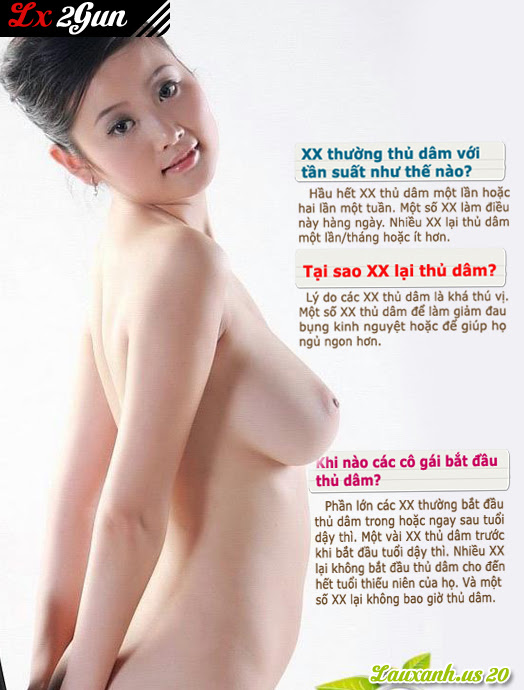 Lx 2Gun
XX thường thủ dâm với
tần suất như thế nào?
Hầu hết XX thủ dâm một lần hoặc
hai lần một tuần. Một số XX làm điều
này hàng ngày. Nhiều XX lại thủ dâm
một lần/tháng hoặc ít hơn.
Tại sao XX lại thủ dâm?
Lý do các XX thủ dâm là khá thú vị.
Một số XX thủ dâm để làm giảm đau
bụng kinh nguyệt hoặc để giúp họ
ngủ ngon hơn.
Khi nào các cô gái bắt đầu
thủ dâm?
Phần lớn các XX thường bắt đầu
thủ dâm trong hoặc ngay sau tuổi
dậy thì. Một vài XX thủ dâm trước
khi bắt đầu tuổi dậy thì. Nhiều XX
lại không bắt đầu thủ dâm cho đến
hết tuổi thiếu niên của họ. Và một
số XX lại không bao giờ thủ dâm.
Lauxanh.us 20